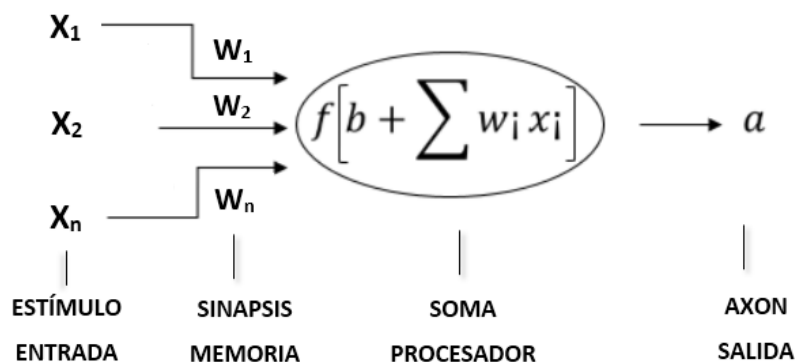 X₁
W₁
X₂
W₂
f[b + ∑ wᵢ xᵢ]
a
Xₙ
Wₙ
ESTÍMULO SINAPSIS SOMA AXON
ENTRADA MEMORIA PROCESADOR SALIDA